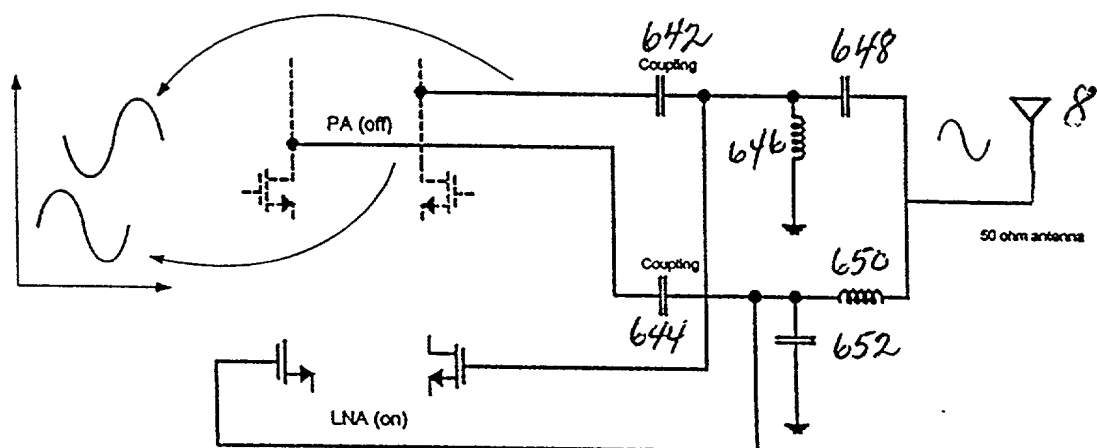 642
Coupling
648
PA (off)
646
8
50 ohm antenna
Coupling
650
644
652
LNA (on)